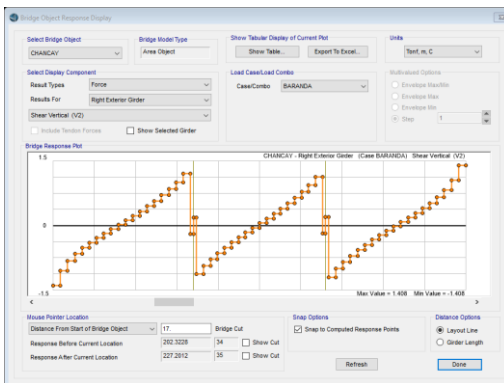 Bridge Object Response Display
Select Bridge Object
CHANCAY
Bridge Model Type
Area Object
Show Tabular Display of Current Plot
Show Table...
Export To Excel...
Units
Tonf, m, C
Select Display Component
Result Types
Force
Results For
Right Exterior Girder
Shear Vertical (V2)
Include Tendon Forces
Show Selected Girder
Load Case/Load Combo
Case/Combo
BARANDA
Multivalued Options
Envelope Max/Min
Envelope Max
Envelope Min
Step
1
Bridge Response Plot
1.5
CHANCAY - Right Exterior Girder (Case BARANDA) Shear Vertical (V2)
0
-1.5
Max Value = 1.408 Min Value = -1.408
Mouse Pointer Location
Distance From Start of Bridge Object
17.
Bridge Cut
Response Before Current Location
202.3228
34
Show Cut
Response After Current Location
227.2012
35
Show Cut
Snap Options
Snap to Computed Response Points
Distance Options
Layout Line
Girder Length
Refresh
Done